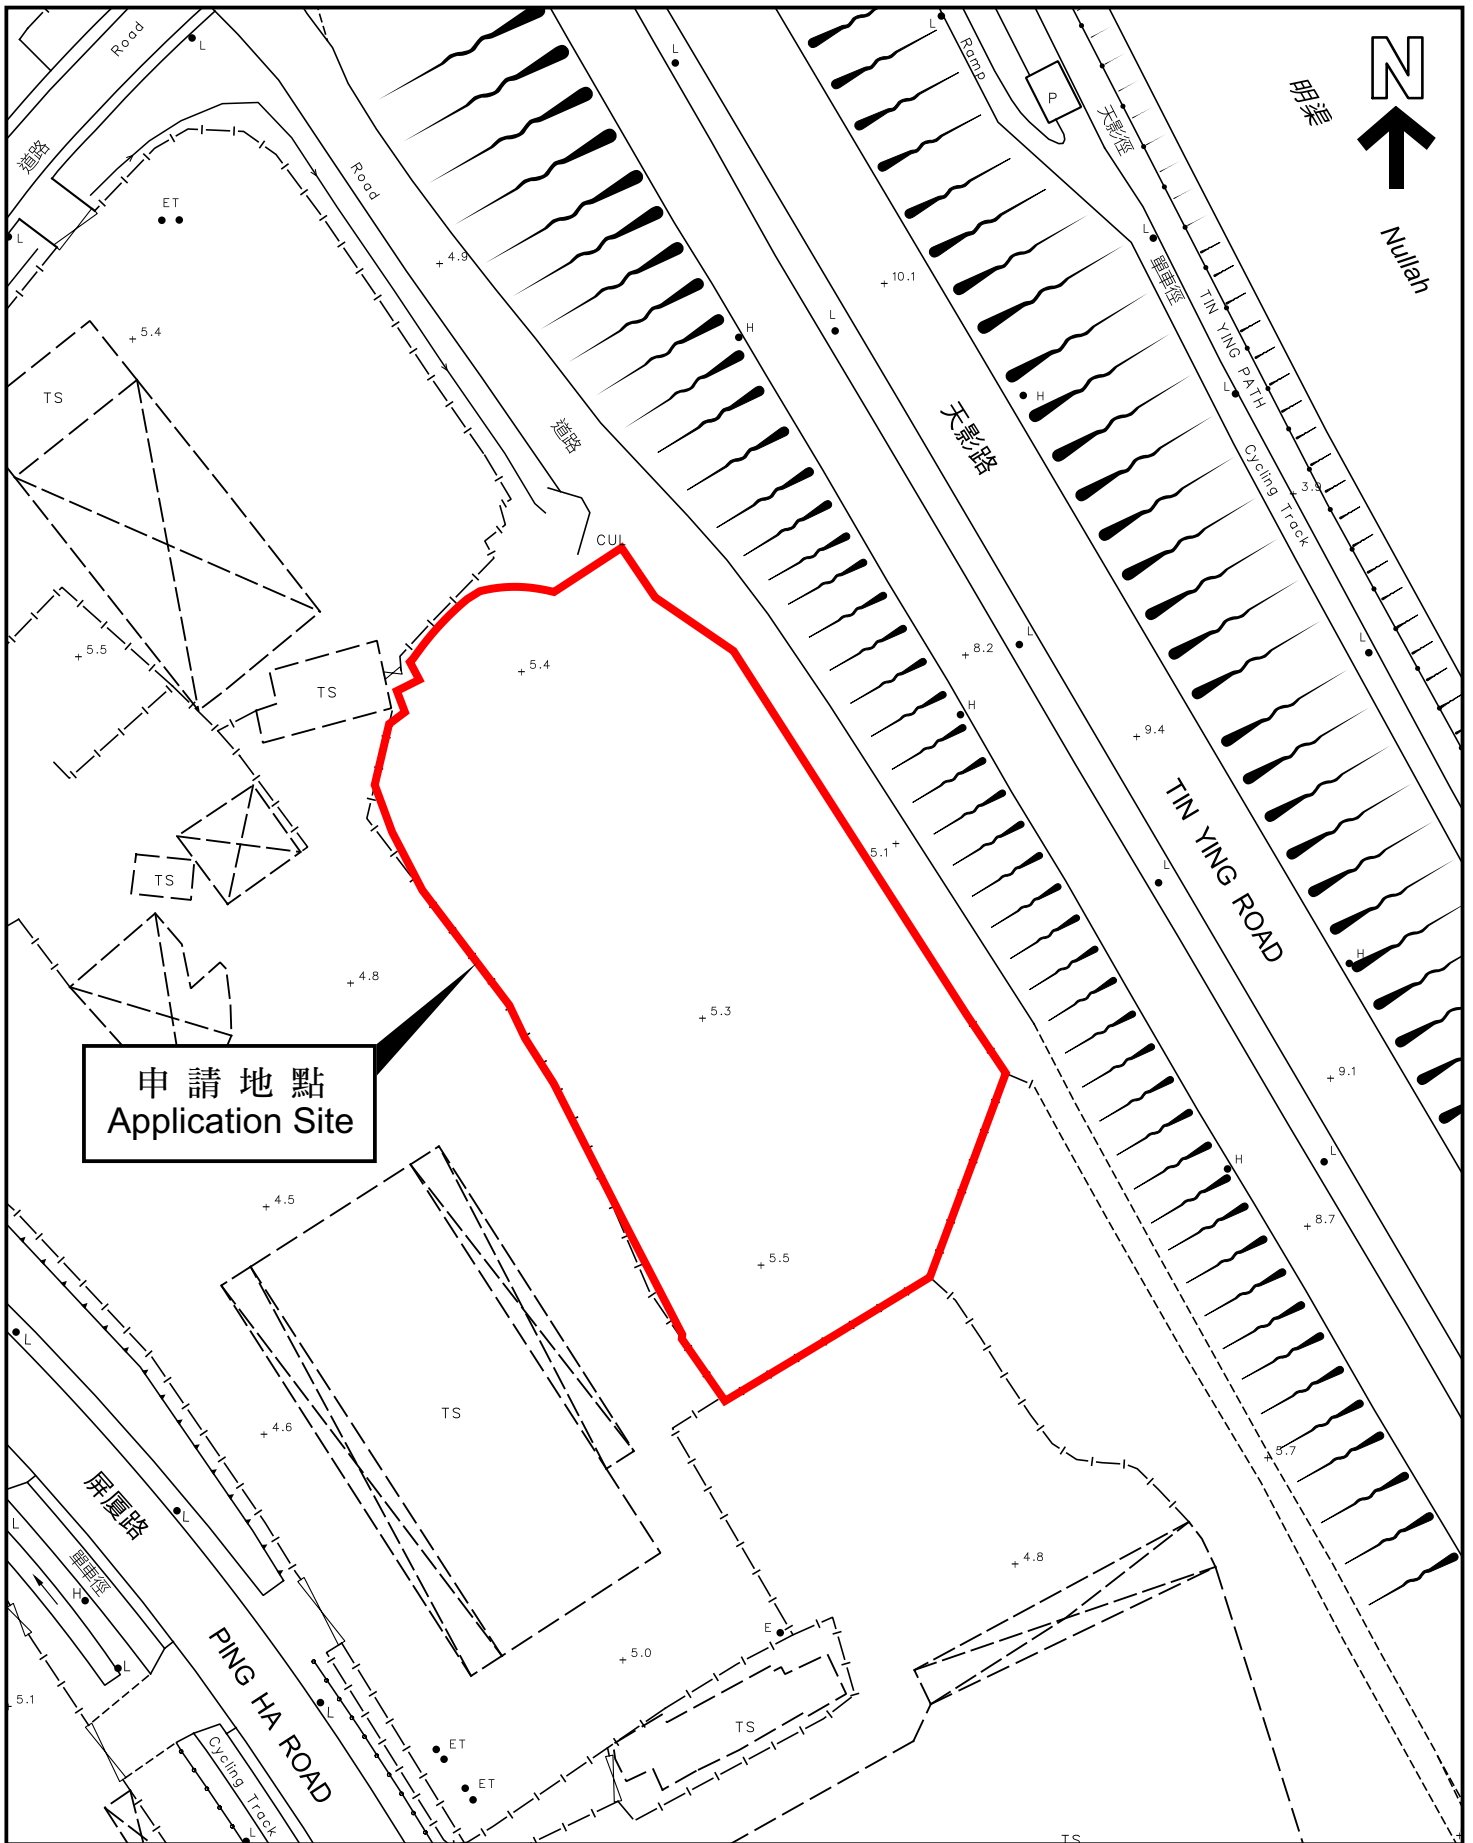 Road
道路
L
L
ET
5.4
TS
Road
4.9
道路
CUL
L
L
H
10.1
天影路
H
L
Ramp
P
天影徑
明渠
N
Nullah
L
單車徑
TIN YING PATH
L
Cycling Track
3.9
L
5.5
TS
TS
5.4
8.2
L
H
9.4
TIN YING ROAD
5.1
L
H
4.8
5.3
申請地點
Application Site
9.1
L
H
8.7
4.5
5.5
L
4.6
TS
5.7
屏廈路
L
L
單車徑
H
L
4.8
E
5.0
PING HA ROAD
5.1
L
TS
ET
ET
Cycling Track
L
TS